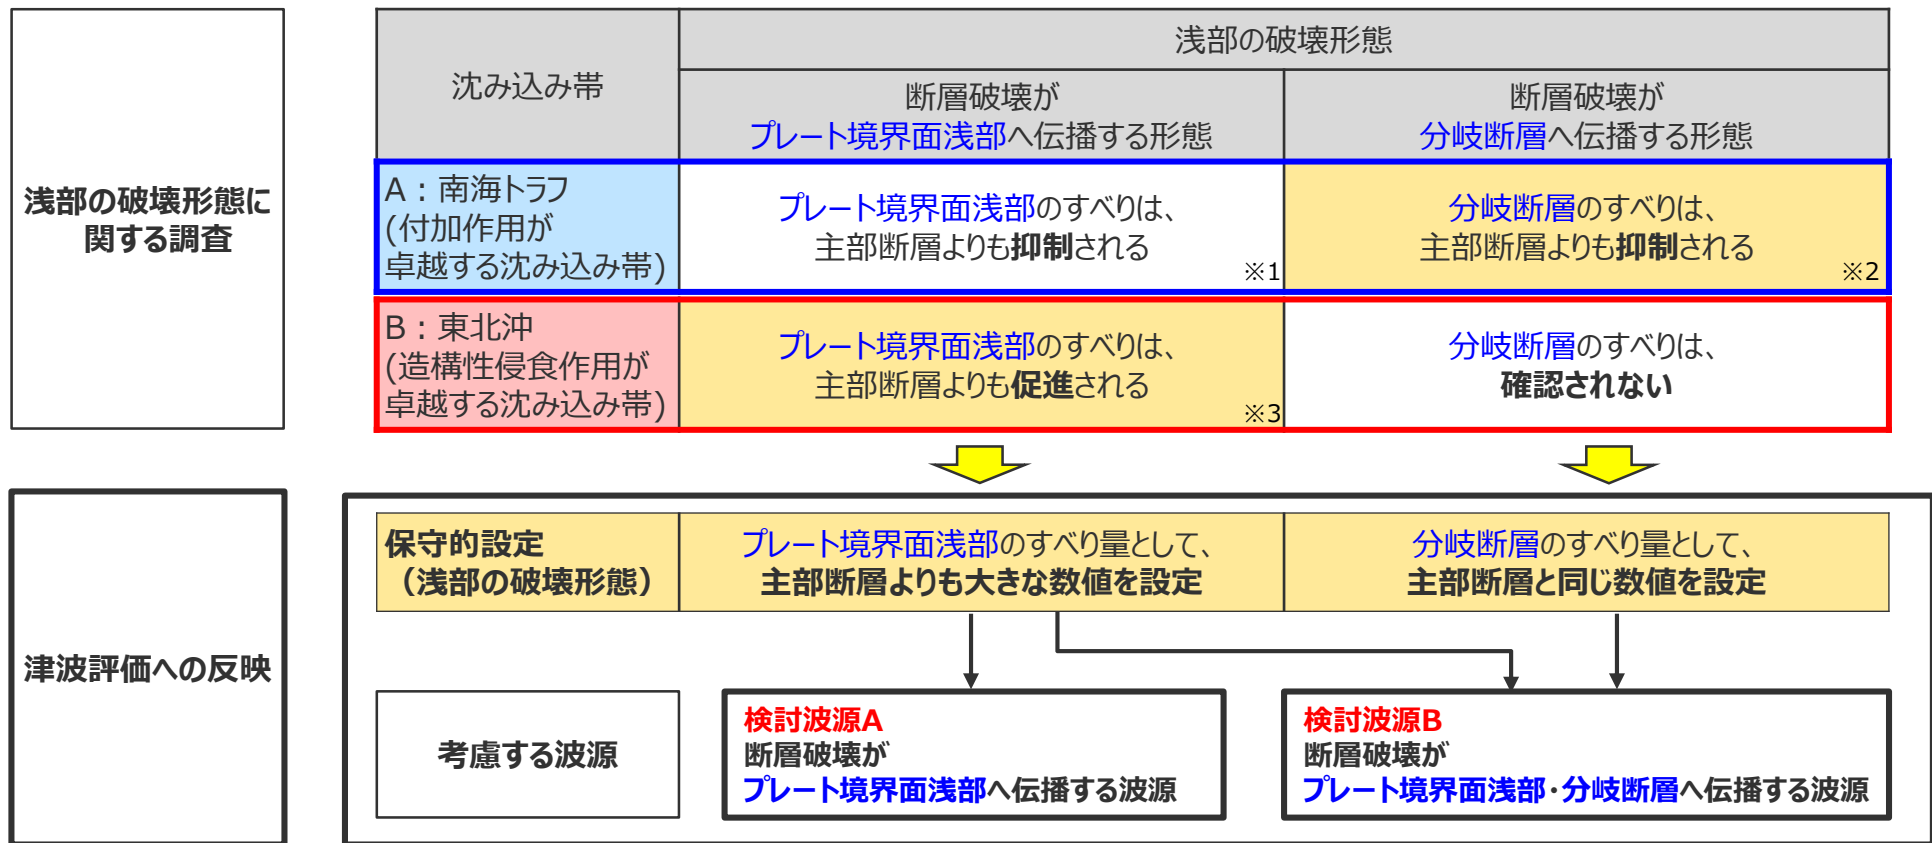 浅部の破壊形態に
関する調査
沈み込み帯
浅部の破壊形態
断層破壊が
プレート境界面浅部へ伝播する形態
断層破壊が
分岐断層へ伝播する形態
A：南海トラフ
(付加作用が
卓越する沈み込み帯)
プレート境界面浅部のすべりは、
主部断層よりも抑制される
※1
分岐断層のすべりは、
主部断層よりも抑制される
※2
B：東北沖
(造構性侵食作用が
卓越する沈み込み帯)
プレート境界面浅部のすべりは、
主部断層よりも促進される
※3
分岐断層のすべりは、
確認されない
津波評価への反映
保守的設定
（浅部の破壊形態）
プレート境界面浅部のすべり量として、
主部断層よりも大きな数値を設定
分岐断層のすべり量として、
主部断層と同じ数値を設定
考慮する波源
検討波源A
断層破壊が
プレート境界面浅部へ伝播する波源
検討波源B
断層破壊が
プレート境界面浅部・分岐断層へ伝播する波源